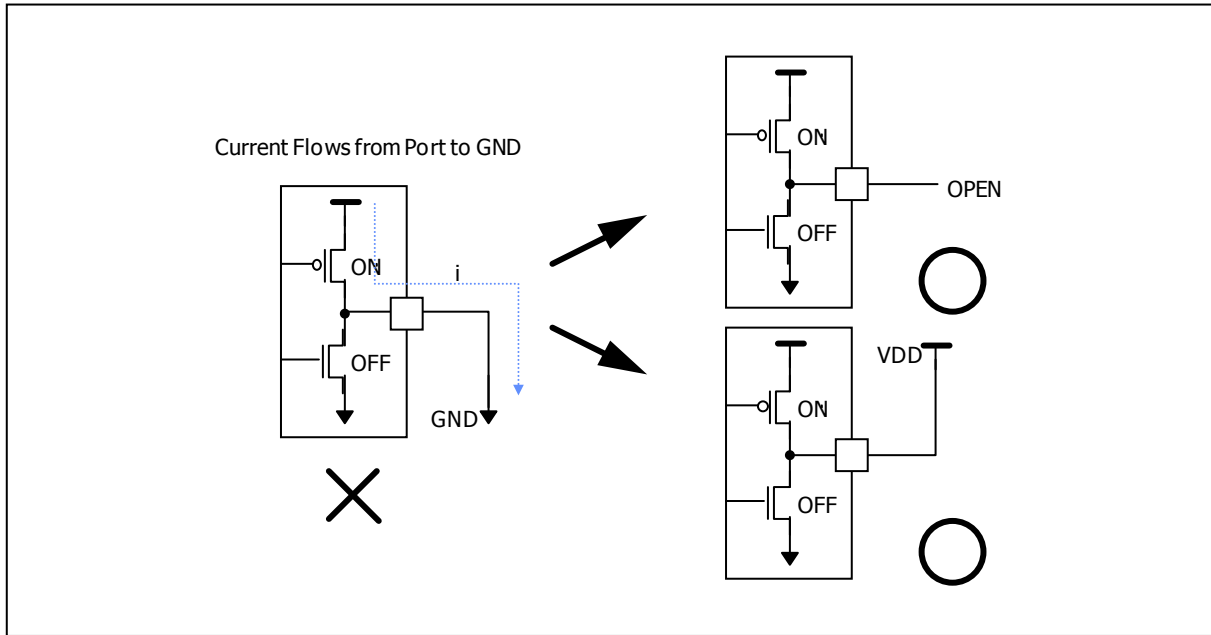 Current Flows from Port to GND
ON
i
OFF
GND
ON
OPEN
OFF
VDD
ON
OFF